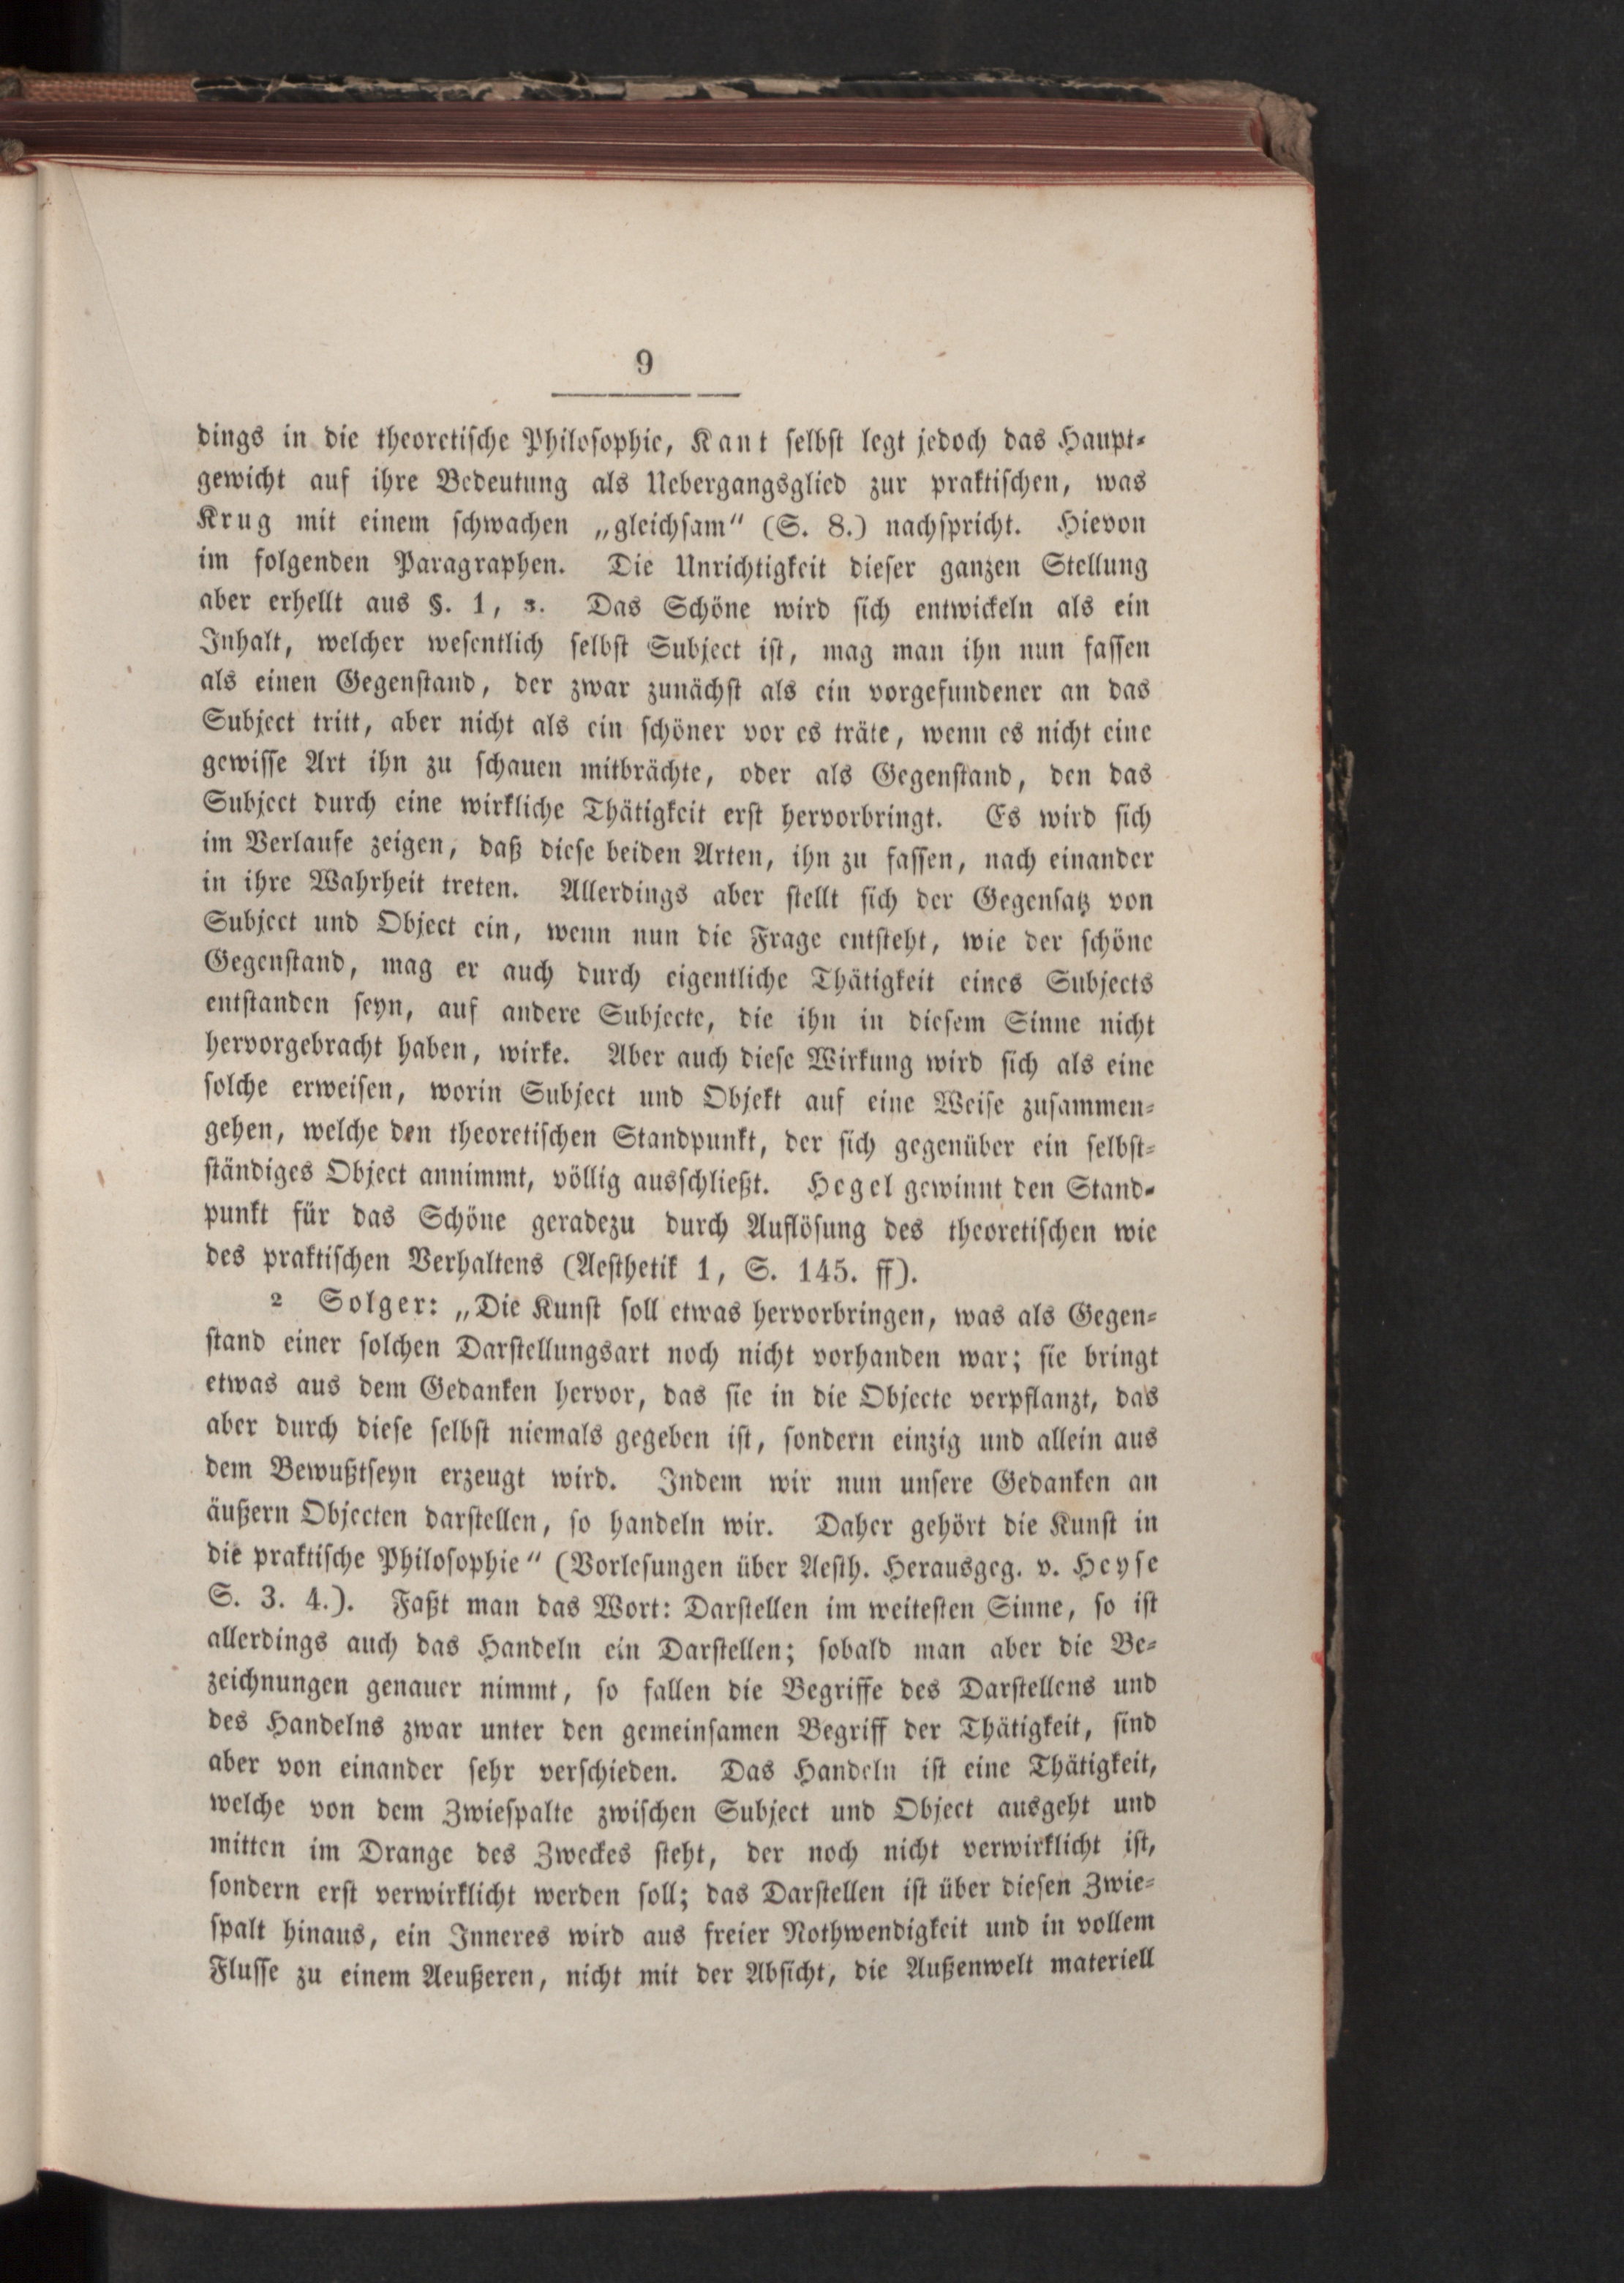 9
dings in die theoretische Philosophie, Kant selbst legt jedoch das Haupt-
gewicht auf ihre Bedeutung als Uebergangsglied zur praktischen, was
Krug mit einem schwachen „gleichsam“ (S. 8.) nachspricht. Hievon
im folgenden Paragraphen. Die Unrichtigkeit dieser ganzen Stellung
aber erhellt aus §. 1, 3. Das Schöne wird sich entwickeln als ein
Inhalt, welcher wesentlich selbst Subject ist, mag man ihn nun fassen
als einen Gegenstand, der zwar zunächst als ein vorgefundener an das
Subject tritt, aber nicht als ein schöner vor es träte, wenn es nicht eine
gewisse Art ihn zu schauen mitbrächte, oder als Gegenstand, den das
Subject durch eine wirkliche Thätigkeit erst hervorbringt. Es wird sich
im Verlaufe zeigen, daß diese beiden Arten, ihn zu fassen, nach einander
in ihre Wahrheit treten. Allerdings aber stellt sich der Gegensatz von
Subject und Object ein, wenn nun die Frage entsteht, wie der schöne
Gegenstand, mag er auch durch eigentliche Thätigkeit eines Subjects
entstanden seyn, auf andere Subjecte, die ihn in diesem Sinne nicht
hervorgebracht haben, wirke. Aber auch diese Wirkung wird sich als eine
solche erweisen, worin Subject und Objekt auf eine Weise zusammen-
gehen, welche den theoretischen Standpunkt, der sich gegenüber ein selbst-
ständiges Object annimmt, völlig ausschließt. Hegel gewinnt den Stand-
punkt für das Schöne geradezu durch Auflösung des theoretischen wie
des praktischen Verhaltens (Aesthetik 1, S. 145. ff).
2 Solger: „Die Kunst soll etwas hervorbringen, was als Gegen-
stand einer solchen Darstellungsart noch nicht vorhanden war; sie bringt
etwas aus dem Gedanken hervor, das sie in die Objecte verpflanzt, das
aber durch diese selbst niemals gegeben ist, sondern einzig und allein aus
dem Bewußtseyn erzeugt wird. Indem wir nun unsere Gedanken an
äußern Objecten darstellen, so handeln wir. Daher gehört die Kunst in
die praktische Philosophie“ (Vorlesungen über Aesth. Herausgeg. v. Heyse
S. 3. 4.). Faßt man das Wort: Darstellen im weitesten Sinne, so ist
allerdings auch das Handeln ein Darstellen; sobald man aber die Be-
zeichnungen genauer nimmt, so fallen die Begriffe des Darstellens und
des Handelns zwar unter den gemeinsamen Begriff der Thätigkeit, sind
aber von einander sehr verschieden. Das Handeln ist eine Thätigkeit,
welche von dem Zwiespalte zwischen Subject und Object ausgeht und
mitten im Drange des Zweckes steht, der noch nicht verwirklicht ist,
sondern erst verwirklicht werden soll; das Darstellen ist über diesen Zwie-
spalt hinaus, ein Inneres wird aus freier Nothwendigkeit und in vollem
Flusse zu einem Aeußeren, nicht mit der Absicht, die Außenwelt materiell